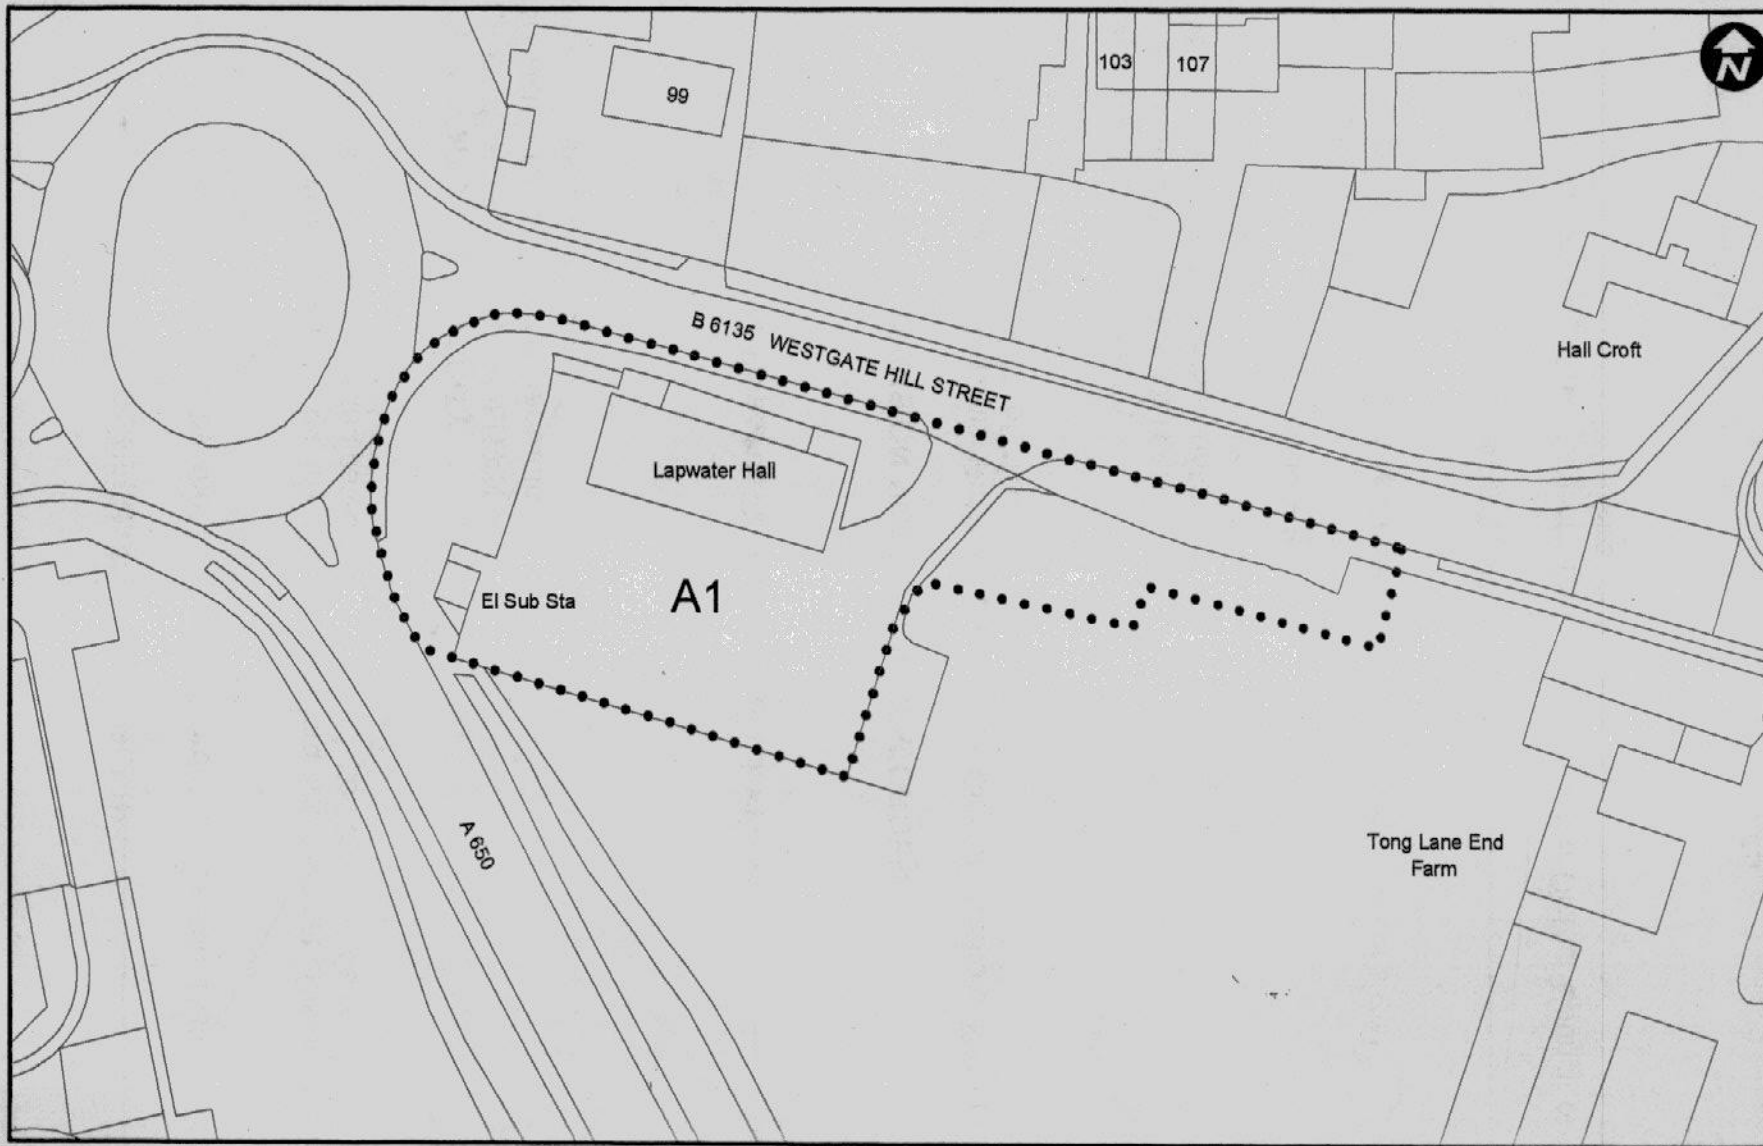 N
103
107
99
B 6135 WESTGATE HILL STREET
Hall Croft
Lapwater Hall
El Sub Sta
A1
A 650
Tong Lane End
Farm